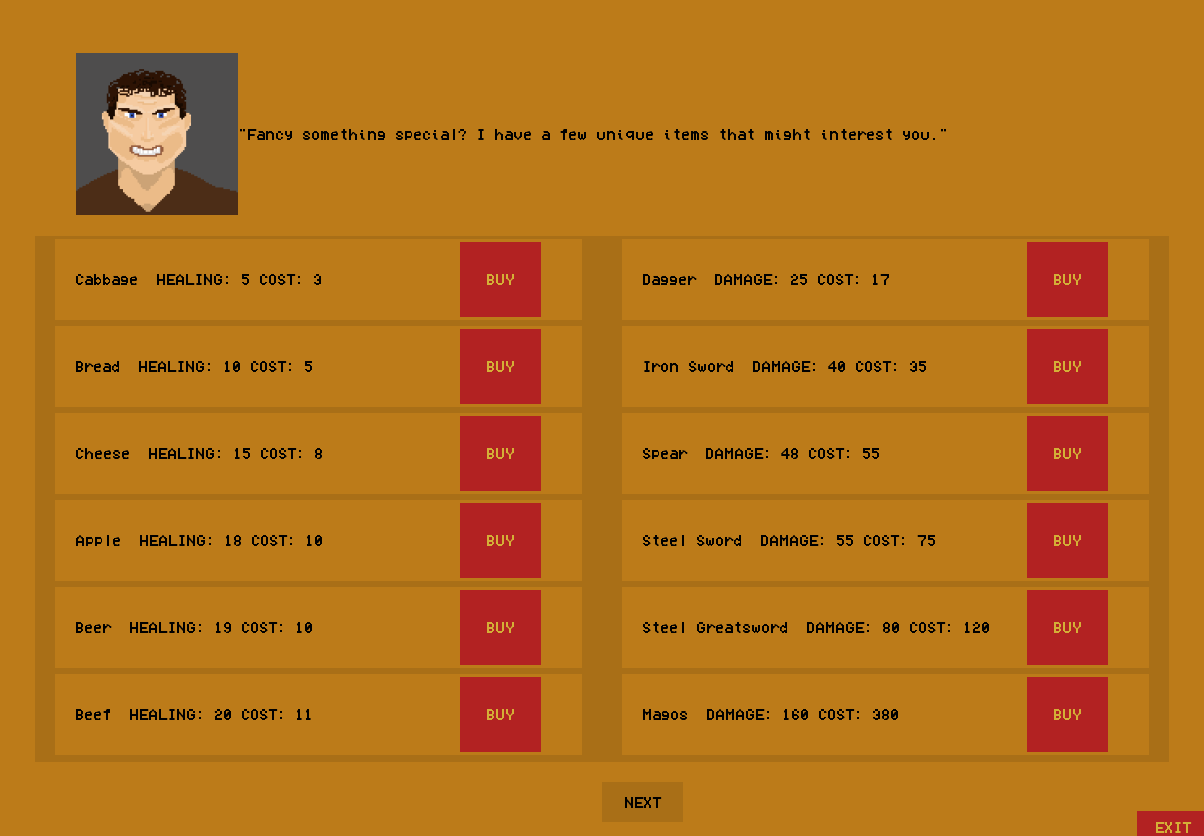 "Fancy something special? I have a few unique items that might interest you."
Cabbage  HEALING: 5 COST: 3
BUY
Dagger  DAMAGE: 25 COST: 17
BUY
Bread  HEALING: 10 COST: 5
BUY
Iron Sword  DAMAGE: 40 COST: 35
BUY
Cheese  HEALING: 15 COST: 8
BUY
Spear  DAMAGE: 48 COST: 55
BUY
Apple  HEALING: 18 COST: 10
BUY
Steel Sword  DAMAGE: 55 COST: 75
BUY
Beer  HEALING: 19 COST: 10
BUY
Steel Greatsword  DAMAGE: 80 COST: 120
BUY
Beef  HEALING: 20 COST: 11
BUY
Magos  DAMAGE: 160 COST: 380
BUY
NEXT
EXIT